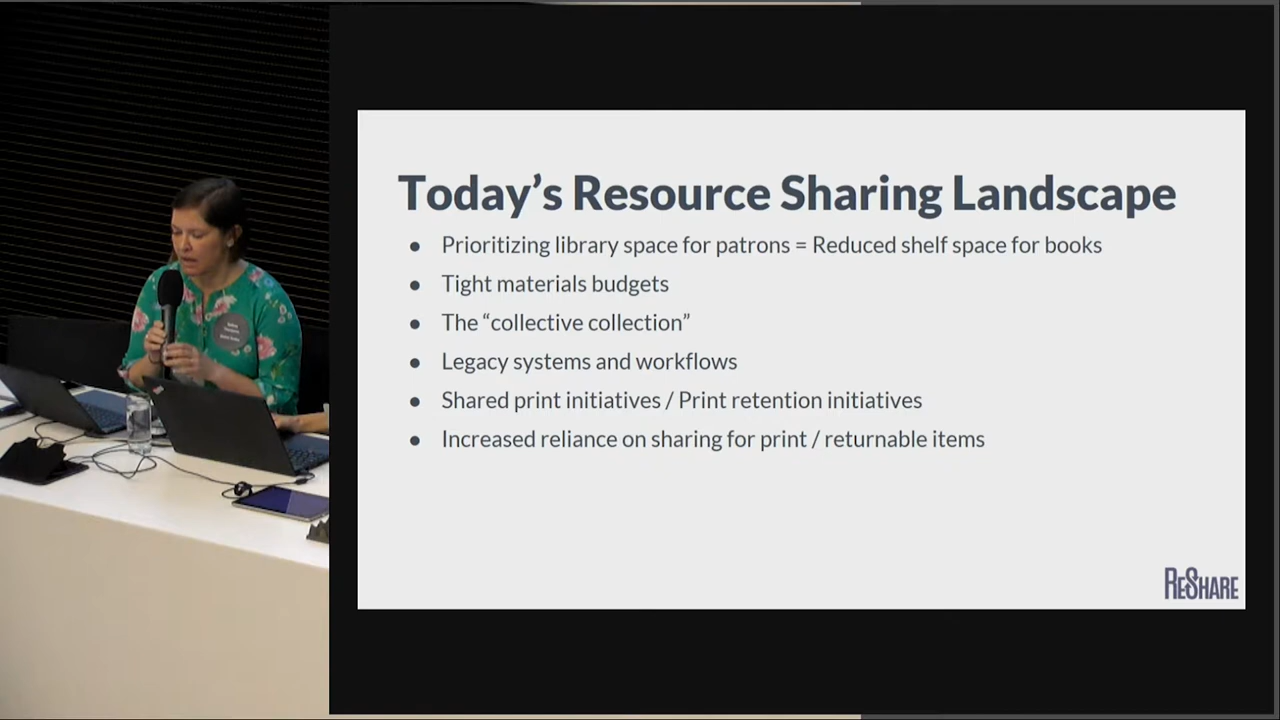 Today’s Resource Sharing Landscape
● Prioritizing library space for patrons = Reduced shelf space for books
● Tight materials budgets
● The “collective collection”
● Legacy systems and workflows
● Shared print initiatives / Print retention initiatives
● Increased reliance on sharing for print / returnable items
RESHARE